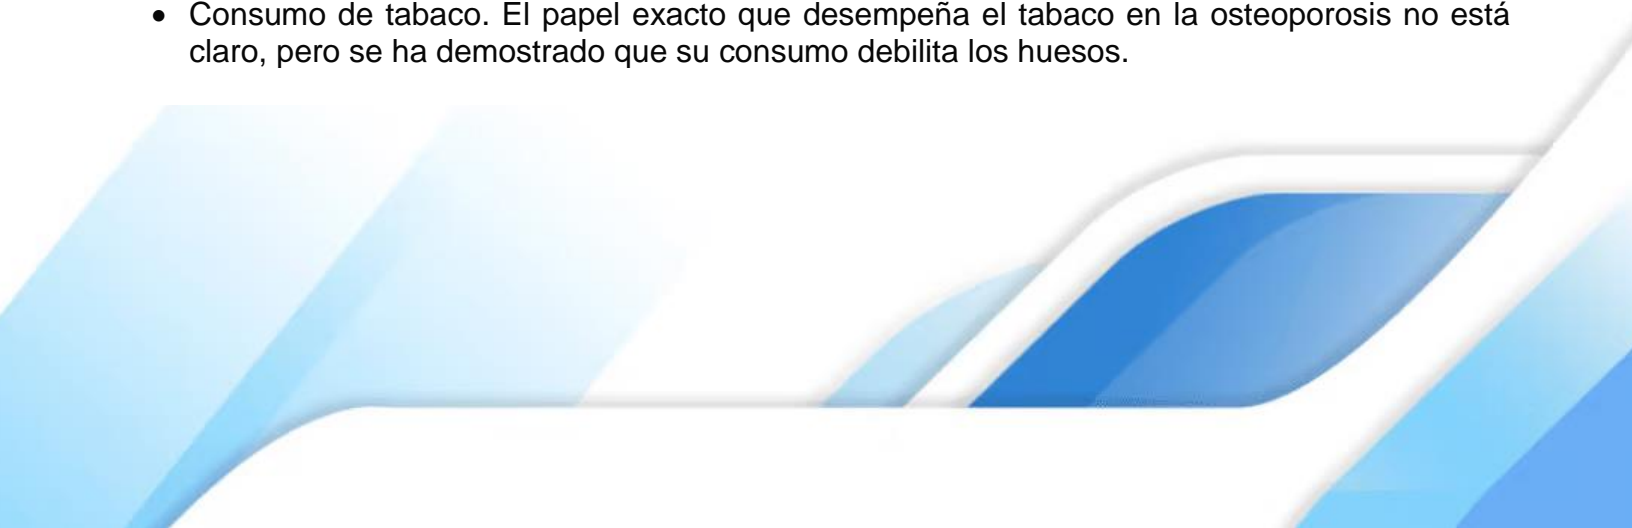 • Consumo de tabaco. El papel exacto que desempeña el tabaco en la osteoporosis no está
claro, pero se ha demostrado que su consumo debilita los huesos.